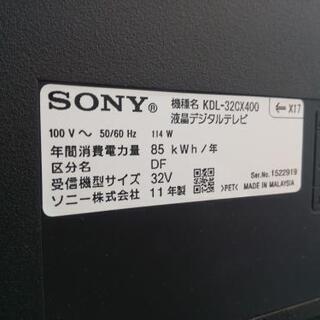 SONY® 機種名 KDL-32CX400
液晶デジタルテレビ
← X17
100 V～ 50/60 Hz 114 W
年間消費電力量 85 kWh/年
区分名 DF
受信機型サイズ 32V
ソニー株式会社 11年製
>PET<
Ser.No.1522919
MADE IN MALAYSIA